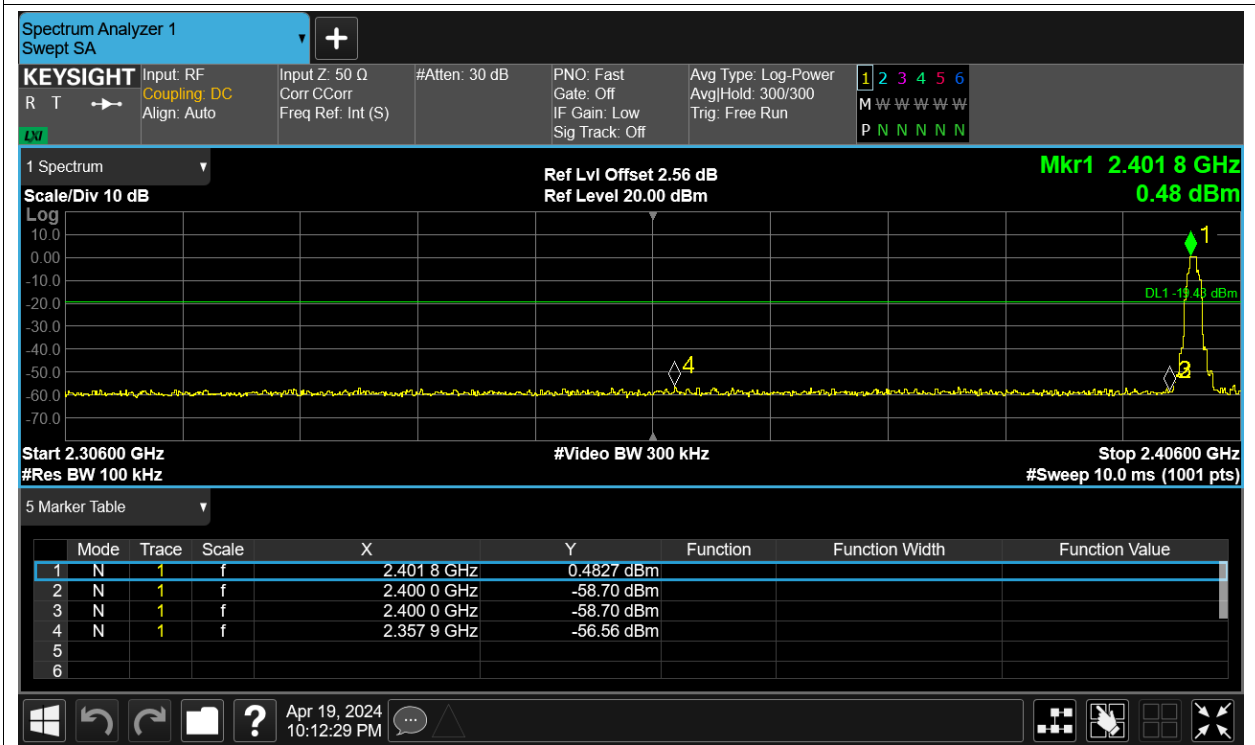 Spectrum Analyzer 1
Swept SA
KEYSIGHT Input: RF Input Z: 50 Ω #Atten: 30 dB PNO: Fast Avg Type: Log-Power 1 2 3 4 5 6
R T Coupling: DC Corr CCorr Gate: Off Avg|Hold: 300/300 M W W W W W W
Align: Auto Freq Ref: Int (S) IF Gain: Low Trig: Free Run
LXI Sig Track: Off P N N N N N N
1 Spectrum Ref Lvl Offset 2.56 dB Mkr1 2.401 8 GHz
Scale/Div 10 dB Ref Level 20.00 dBm 0.48 dBm
Log
10.0
1
0.00
-10.0
DL1 -19.43 dBm
-20.0
-30.0
-40.0
4
-50.0
-60.0
-70.0
Start 2.30600 GHz #Video BW 300 kHz Stop 2.40600 GHz
#Res BW 100 kHz #Sweep 10.0 ms (1001 pts)
5 Marker Table
Mode Trace Scale X Y Function Function Width Function Value
1 N 1 f 2.401 8 GHz 0.4827 dBm
2 N 1 f 2.400 0 GHz -58.70 dBm
3 N 1 f 2.400 0 GHz -58.70 dBm
4 N 1 f 2.357 9 GHz -56.56 dBm
5
6
? Apr 19, 2024
10:12:29 PM